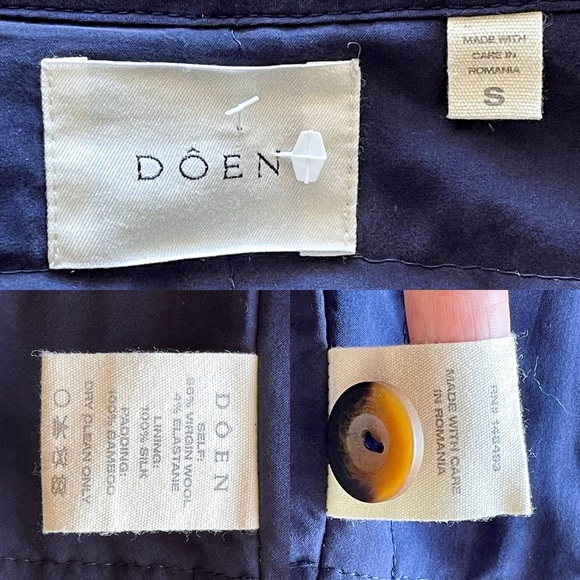 DÔEN
MADE WITH
CARE IN
ROMANIA
S
DÔEN
SELF:
96% VIRGIN WOOL
4% ELASTANE
LINING:
100% SILK
PADDING:
100% BAMBOO
DRY CLEAN ONLY
RN# 148493
MADE WITH CARE
IN ROMANIA